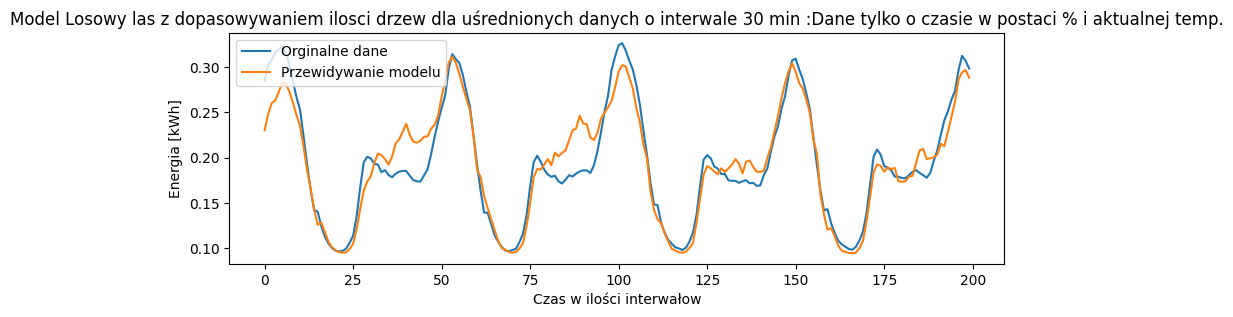 Model Losowy las z dopasowywaniem ilosci drzew dla uśrednionych danych o interwale 30 min :Dane tylko o czasie w postaci % i aktualnej temp.
Orginalne dane
Przewidywanie modelu
Energia [kWh]
0.30
0.25
0.20
0.15
0.10
0 25 50 75 100 125 150 175 200
Czas w ilości interwałow